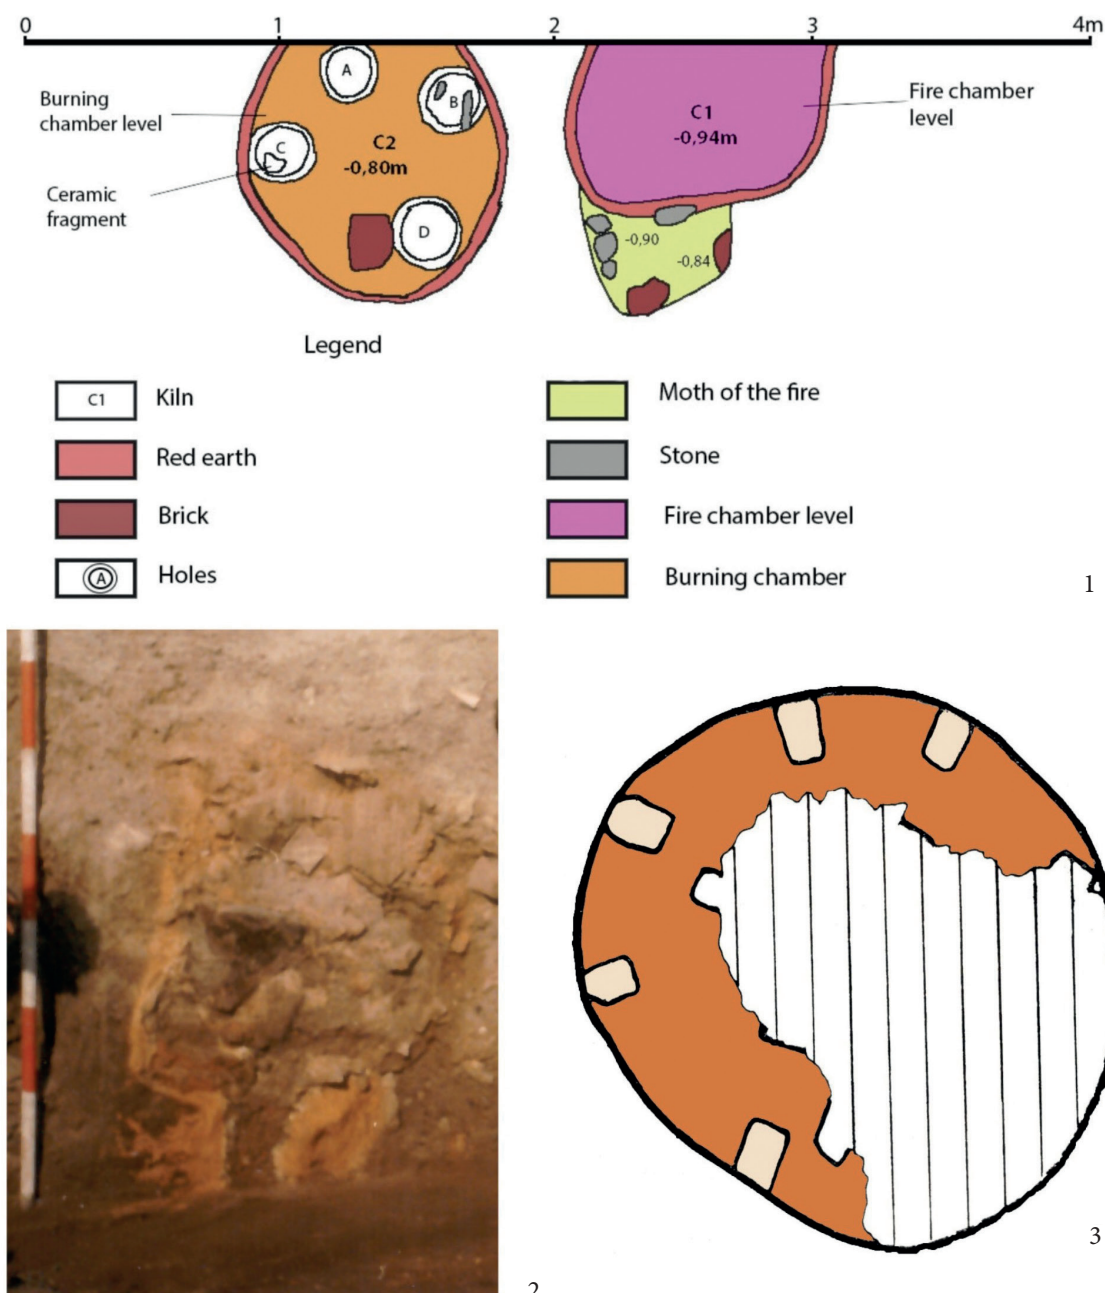 0 1 2 3 4m
A
B
Burning
chamber level
C
C2
-0,80m
Ceramic
fragment
D
C1
-0,94m
Fire chamber
level
-0,90
-0,84
Legend
C1 Kiln
Red earth
Brick
A Holes
Moth of the fire
Stone
Fire chamber level
Burning chamber
1
2
3